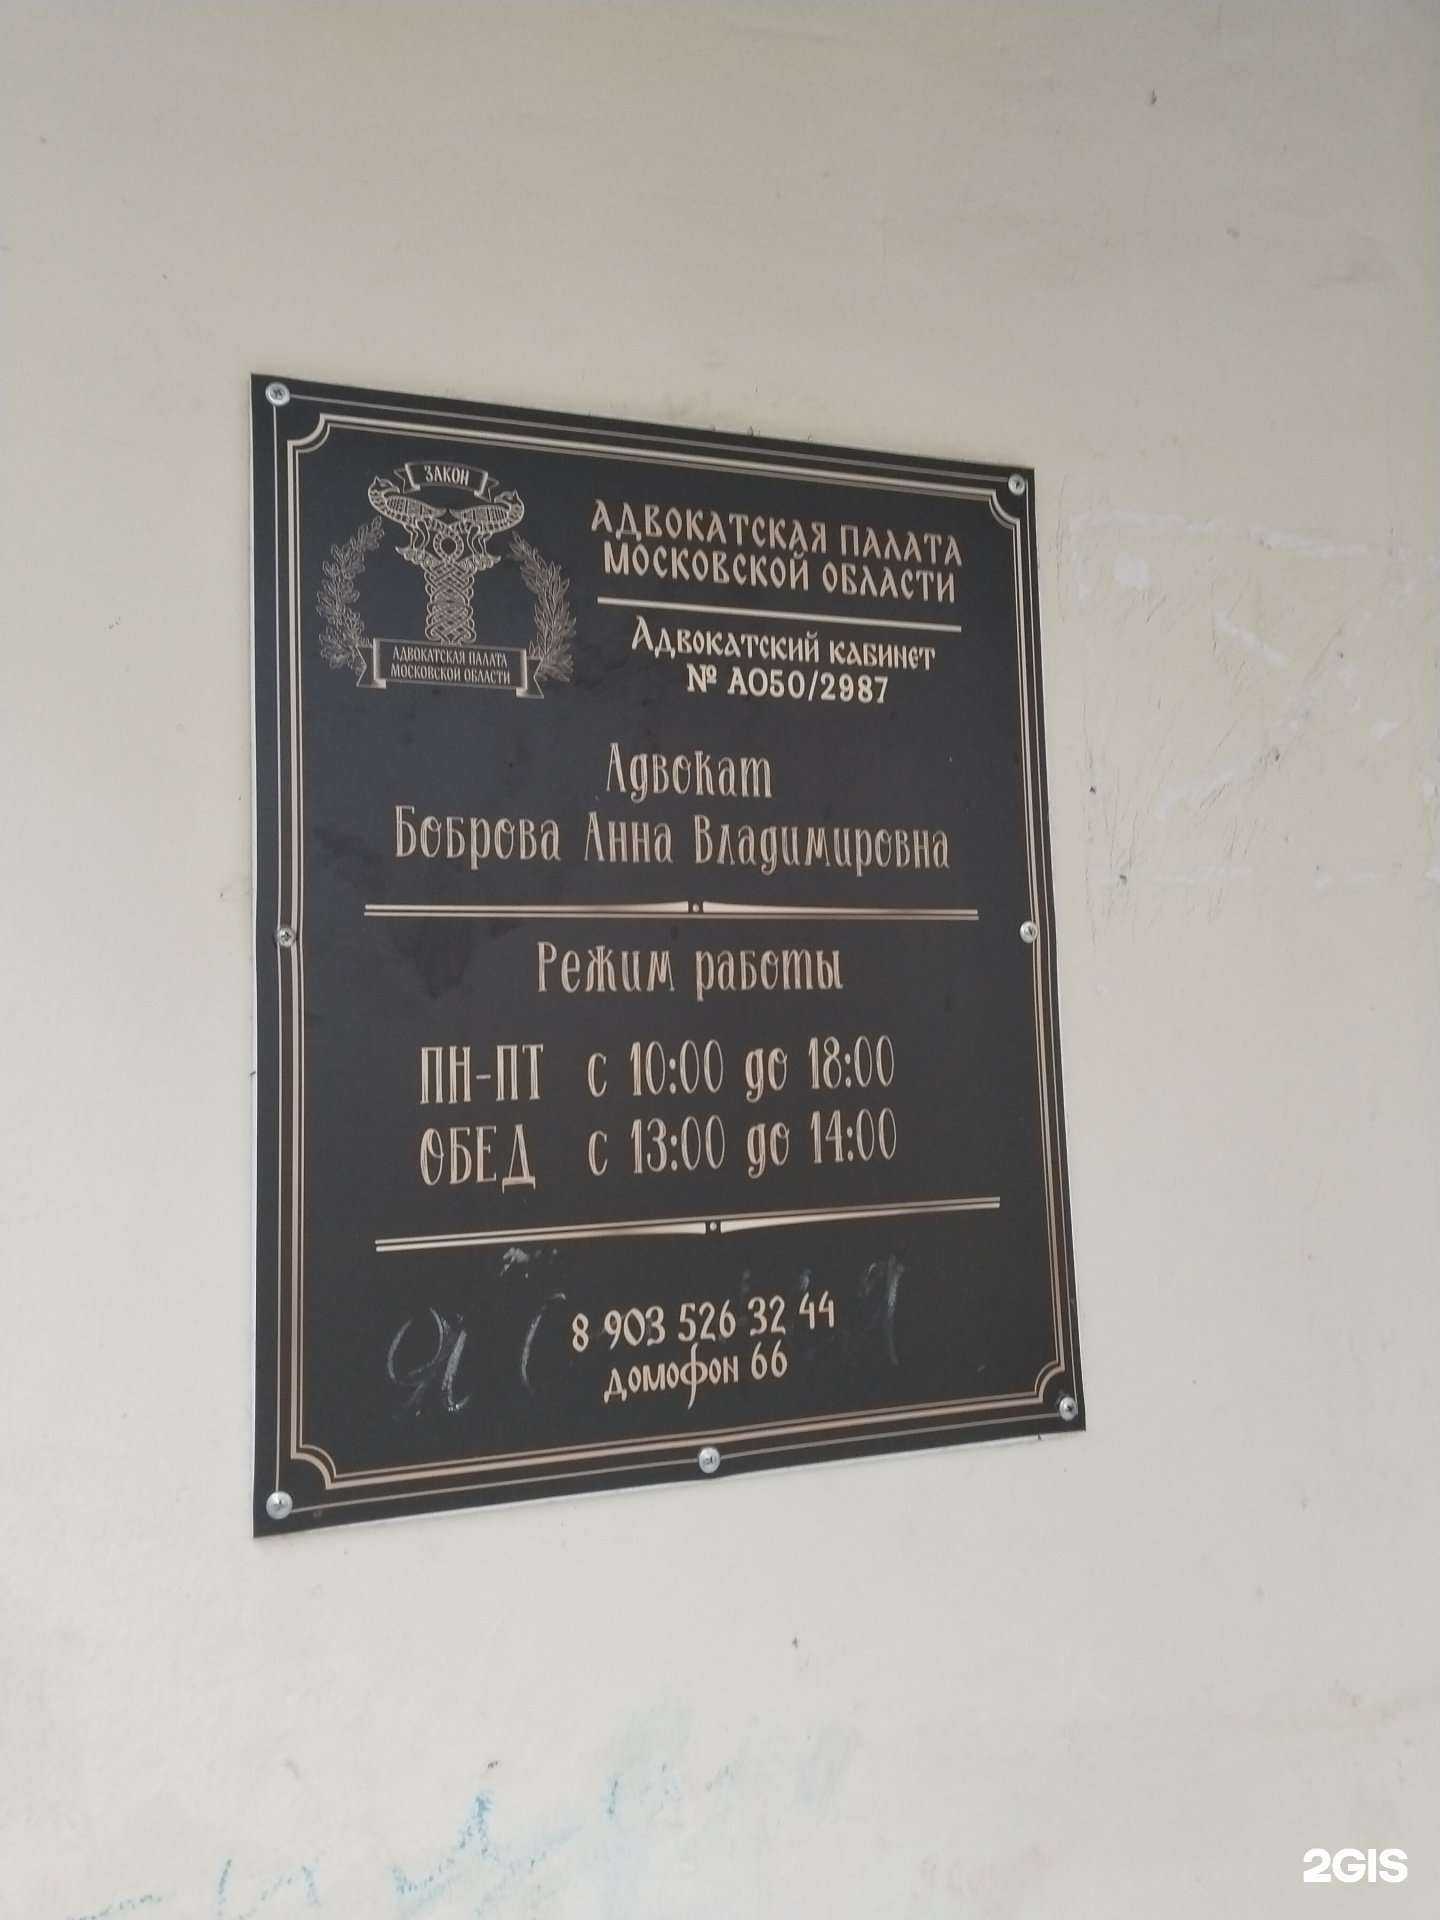 ЗАКОН
АДВОКАТСКАЯ ПАЛАТА
МОСКОВСКОЙ ОБЛАСТИ
АДВОКАТСКАЯ ПАЛАТА
МОСКОВСКОЙ ОБЛАСТИ
Адвокатский кабинет
№ АО50/2987
Адвокат
Боброва Анна Владимировна
Режим работы
ПН-ПТ с 10:00 до 18:00
ОБЕД с 13:00 до 14:00
8 903 526 32 44
домофон 66
2GIS